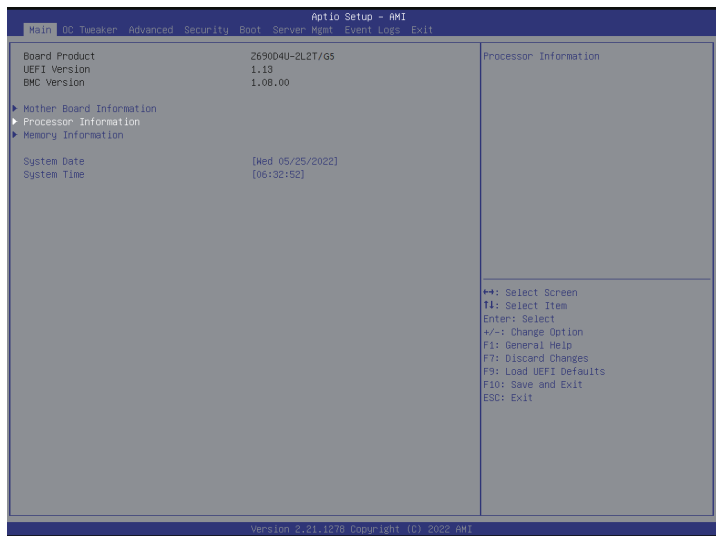 Aptio Setup – AMI
Main OC Tweaker Advanced Security Boot Server Mgmt Event Logs Exit
Board Product Z690D4U-2L2T/G5
UEFI Version 1.13
BMC Version 1.08.00
Mother Board Information
Processor Information
Memory Information
System Date [Wed 05/25/2022]
System Time [06:32:52]
Processor Information
↔: Select Screen
↑↓: Select Item
Enter: Select
+/-: Change Option
F1: General Help
F7: Discard Changes
F9: Load UEFI Defaults
F10: Save and Exit
ESC: Exit
Version 2.21.1278 Copyright (C) 2022 AMI